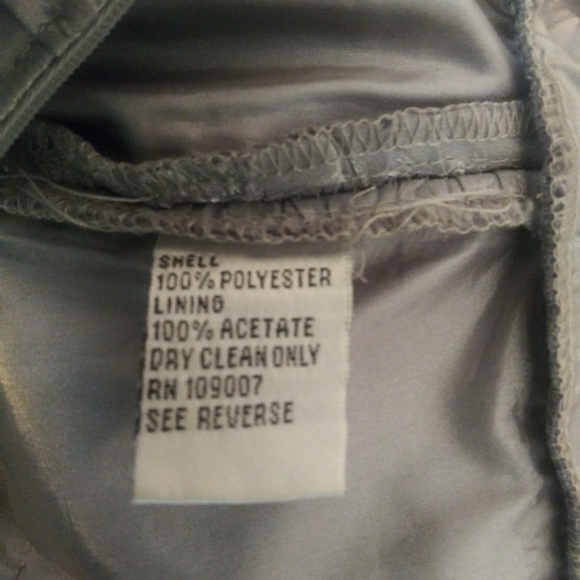 SHELL
100% POLYESTER
LINING
100% ACETATE
DRY CLEAN ONLY
RN 109007
SEE REVERSE